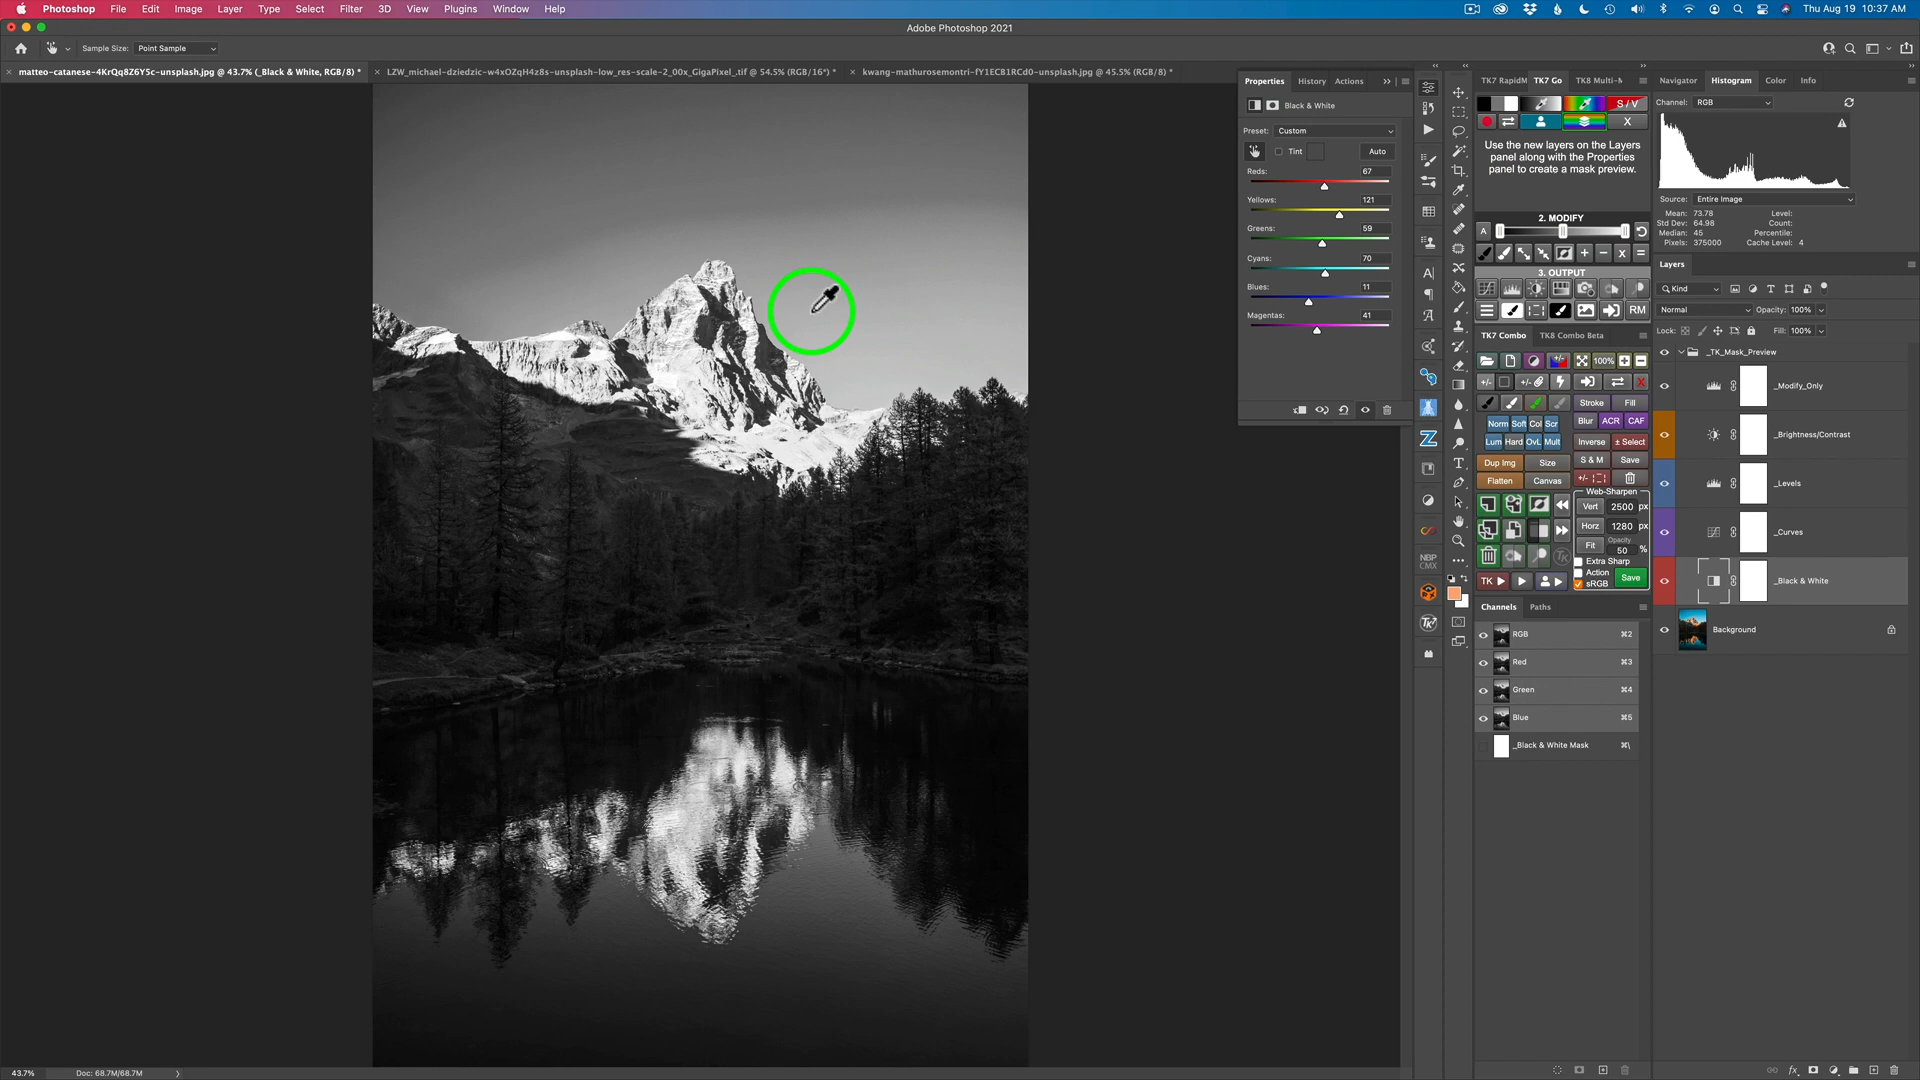 Photoshop File Edit Image Layer Type Select Filter 3D View Plugins Window Help
Thu Aug 19 10:37 AM
Adobe Photoshop 2021
Sample Size: Point Sample
matteo-catanese-4KrQq8Z6Y5c-unsplash.jpg @ 43.7% (_Black & White, RGB/8) *
LZW_michael-dziedzic-w4xOZqH4z8s-unsplash-low_res-scale-2_00x_GigaPixel_.tif @ 54.5% (RGB/16*) *
kwang-mathurosemontri-fY1ECB1RCd0-unsplash.jpg @ 45.5% (RGB/8) *
Properties History Actions
Black & White
Preset: Custom
Tint Auto
Reds: 67
Yellows: 121
Greens: 59
Cyans: 70
Blues: 11
Magentas: 41
NBP
CMX
TK7 RapidM TK7 Go TK8 Multi-M
S / V
X
Use the new layers on the Layers
panel along with the Properties
panel to create a mask preview.
2. MODIFY
A
3. OUTPUT
RM
TK7 Combo TK8 Combo Beta
100%
Stroke Fill
Norm Soft Col Scr Blur ACR CAF
Lum Hard OvL Mult Inverse ± Select
Dup Img Size S & M Save
Flatten Canvas
Web-Sharpen
Vert 2500 px
Horz 1280 px
Fit Opacity 50 %
Extra Sharp
Action
sRGB Save
TK
Channels Paths
RGB ⌘2
Red ⌘3
Green ⌘4
Blue ⌘5
_Black & White Mask ⌘\
Navigator Histogram Color Info
Channel: RGB
Source: Entire Image
Mean: 73.78 Level:
Std Dev: 64.98 Count:
Median: 45 Percentile:
Pixels: 375000 Cache Level: 4
Layers
Kind
Normal Opacity: 100%
Lock: Fill: 100%
_TK_Mask_Preview
_Modify_Only
_Brightness/Contrast
_Levels
_Curves
_Black & White
Background
43.7% Doc: 68.7M/68.7M